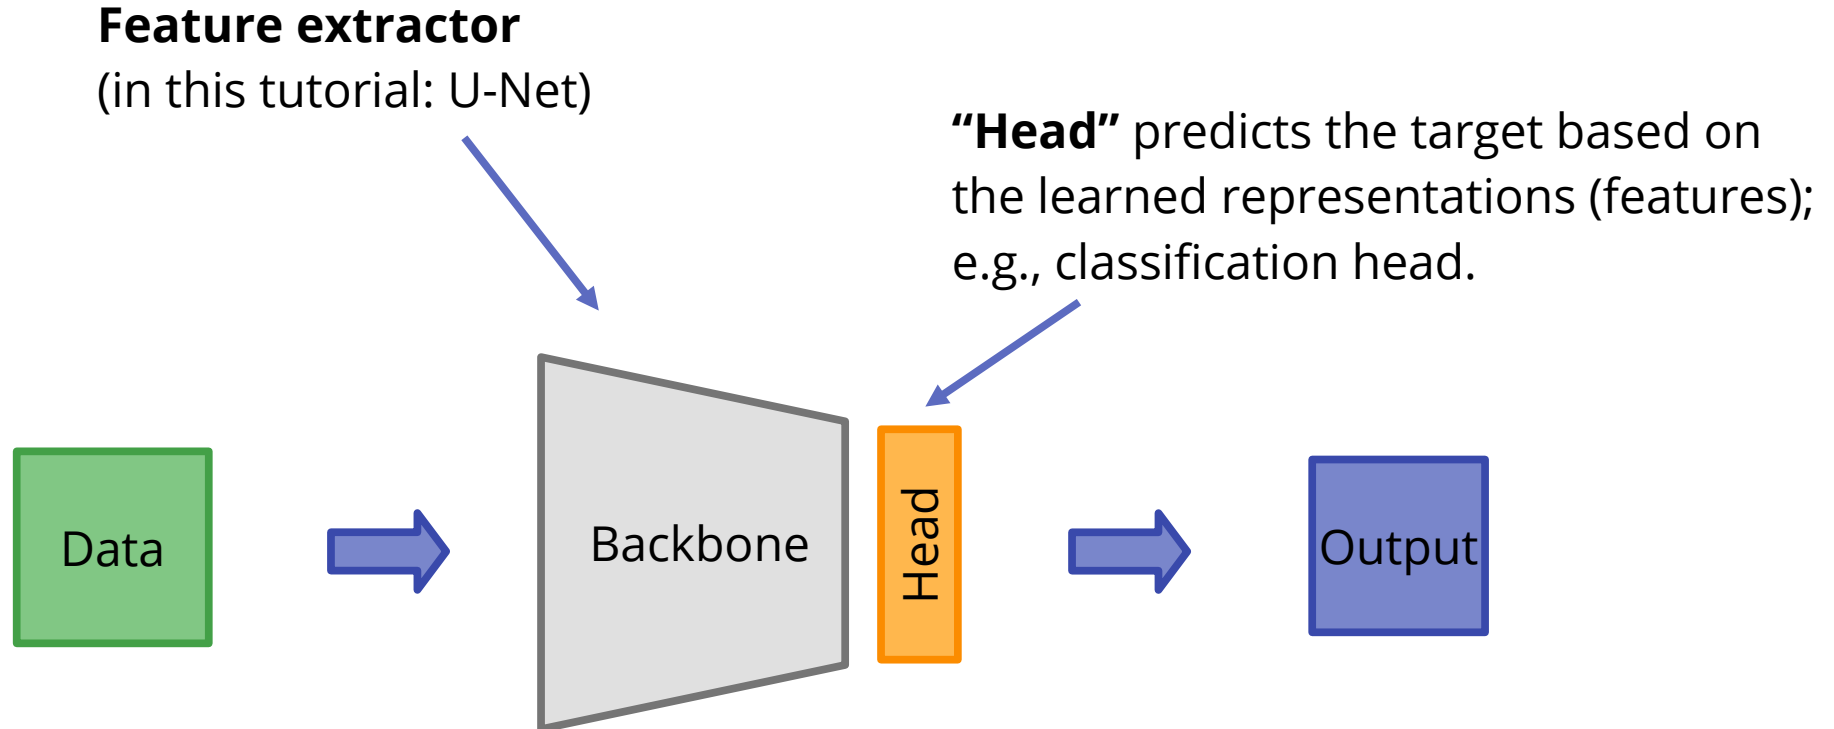 Feature extractor
(in this tutorial: U-Net)
“Head” predicts the target based on
the learned representations (features);
e.g., classification head.
Data
Backbone
Head
Output